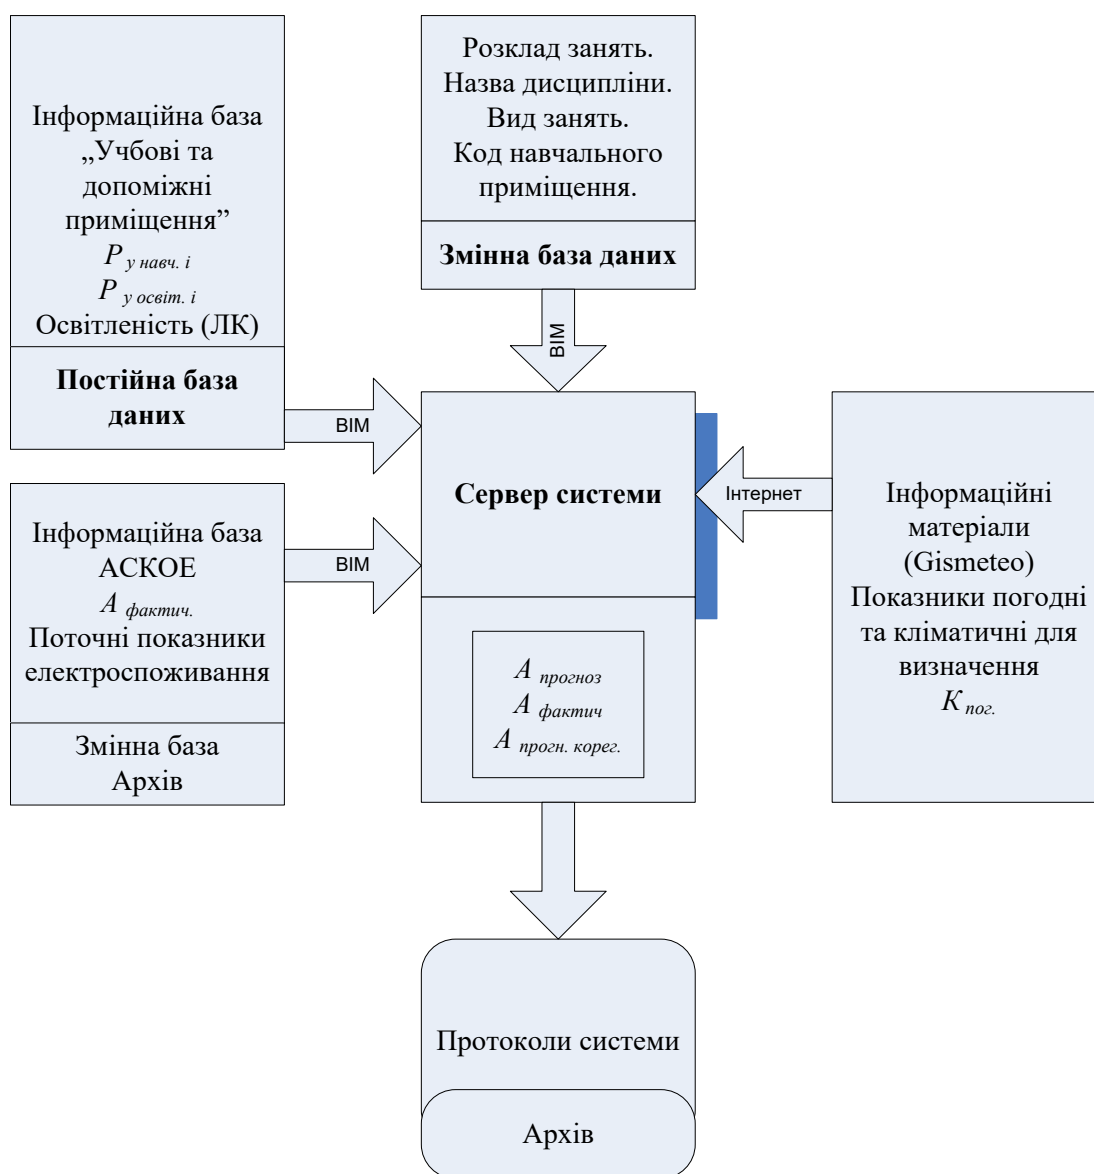 Інформаційна база
„Учбові та
допоміжні
приміщення”
P у навч. і
P у освіт. і
Освітленість (ЛК)
Постійна база
даних
Розклад занять.
Назва дисципліни.
Вид занять.
Код навчального
приміщення.
Змінна база даних
ВІМ
ВІМ
Інформаційна база
АСКОЕ
А фактич.
Поточні показники
електроспоживання
Змінна база
Архів
ВІМ
Сервер системи
А прогноз
А фактич
А прогн. корег.
Інтернет
Інформаційні
матеріали
(Gismeteo)
Показники погодні
та кліматичні для
визначення
К пог.
Протоколи системи
Архів